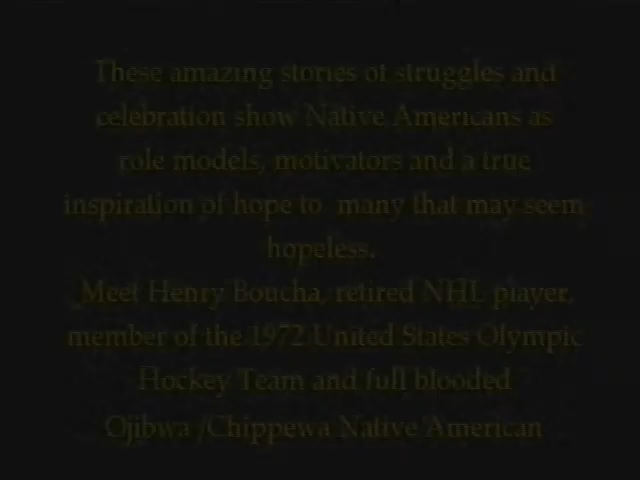 These amazing stories of struggles and
celebration show Native Americans as
role models, motivators and a true
inspiration of hope to many that may seem
hopeless.
Meet Henry Boucha, retired NHL player,
member of the 1972 United States Olympic
Hockey Team and full blooded
Ojibwa /Chippewa Native American